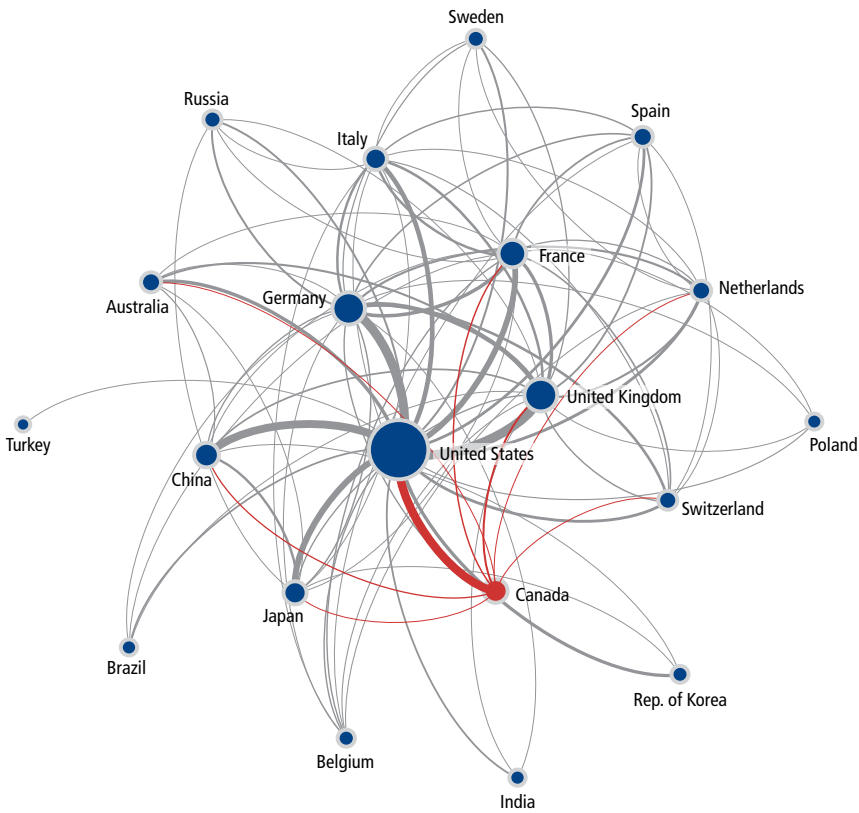 Sweden
Russia
Spain
Italy
France
Netherlands
Germany
Australia
United Kingdom
Turkey
Poland
United States
China
Switzerland
Canada
Japan
Brazil
Rep. of Korea
Belgium
India